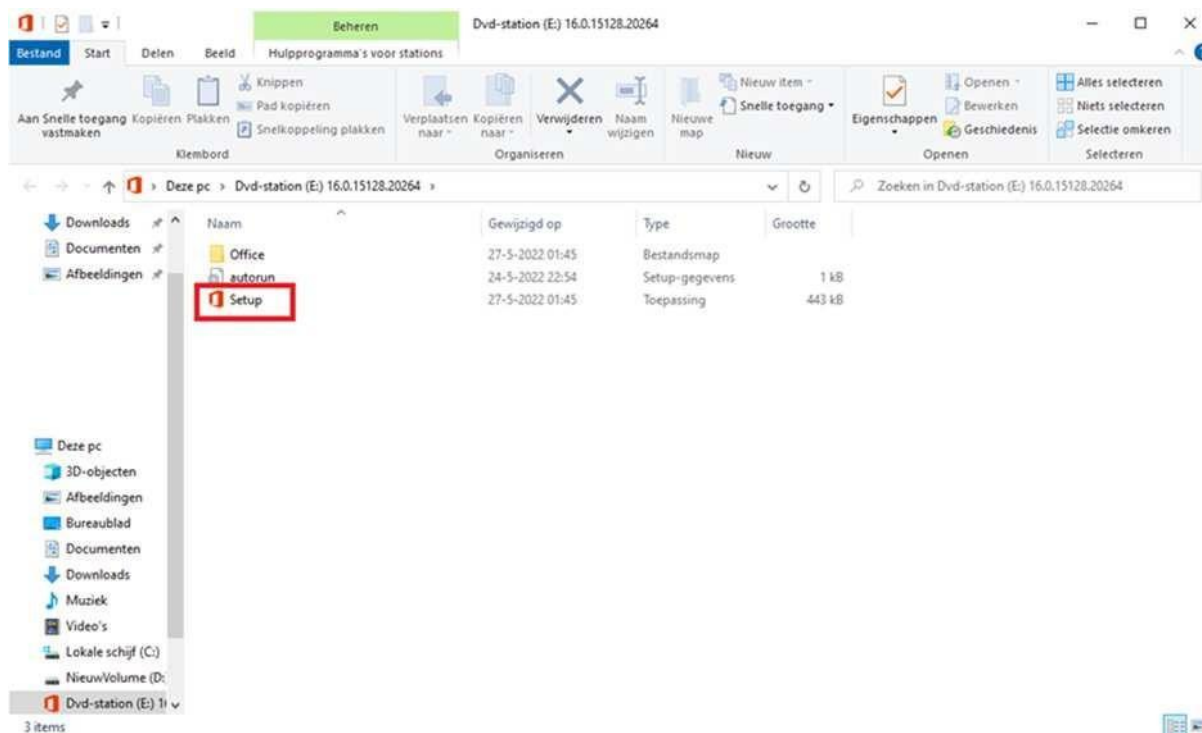 Beheren
Dvd-station (E:) 16.0.15128.20264
Bestand Start Delen Beeld Hulpprogramma's voor stations
Aan Snelle toegang vastmaken
Kopiëren
Plakken
Knippen
Pad kopiëren
Snelkoppeling plakken
Klembord
Verplaatsen naar
Kopiëren naar
Verwijderen
Naam wijzigen
Organiseren
Nieuwe map
Nieuw item
Snelle toegang
Nieuw
Eigenschappen
Openen
Bewerken
Geschiedenis
Openen
Alles selecteren
Niets selecteren
Selectie omkeren
Selecteren
Deze pc › Dvd-station (E:) 16.0.15128.20264 ›
Zoeken in Dvd-station (E:) 16.0.15128.20264
Downloads
Documenten
Afbeeldingen
Naam Gewijzigd op Type Grootte
Office 27-5-2022 01:45 Bestandsmap
autorun 24-5-2022 22:54 Setup-gegevens 1 kB
Setup 27-5-2022 01:45 Toepassing 443 kB
Deze pc
3D-objecten
Afbeeldingen
Bureaublad
Documenten
Downloads
Muziek
Video's
Lokale schijf (C:)
NieuwVolume (D:
Dvd-station (E:) 1
3 items